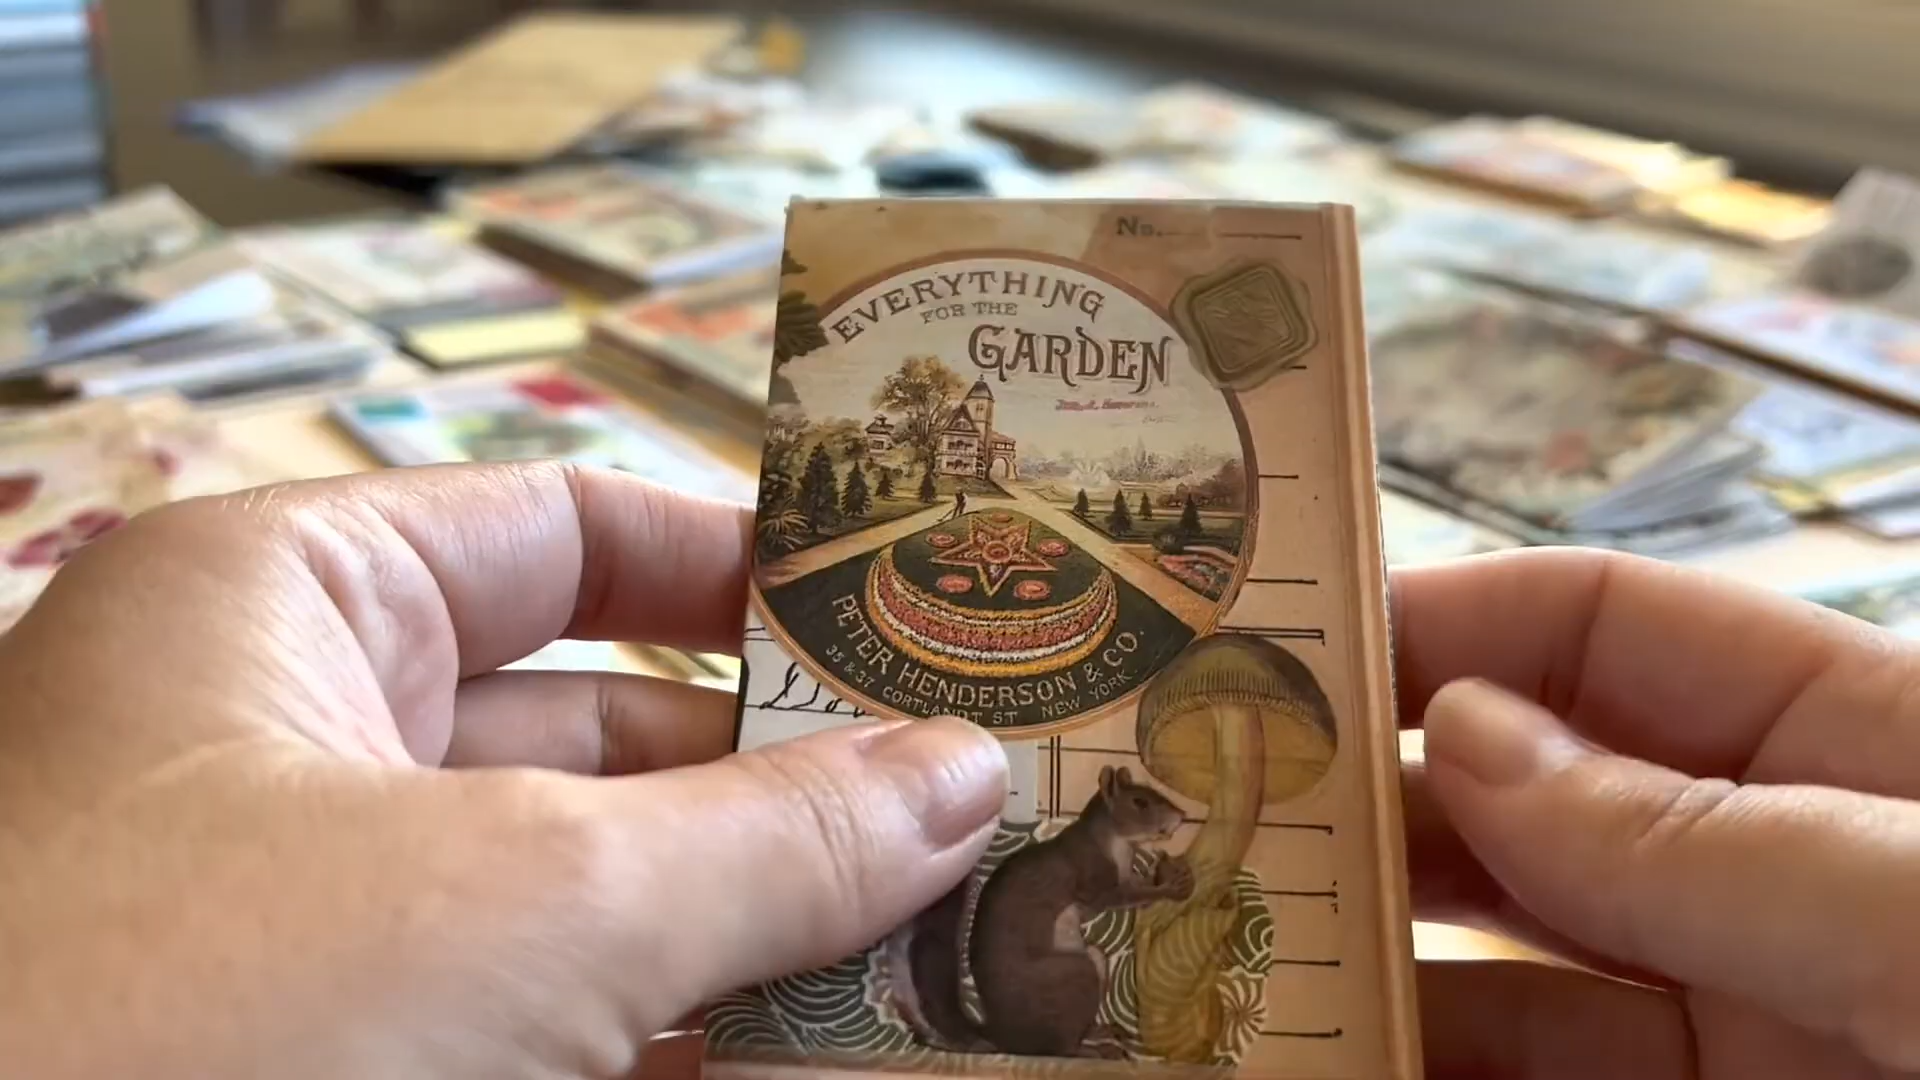 No.
EVERYTHING
FOR THE
GARDEN
PETER HENDERSON & CO.
35 & 37 CORTLANDT ST NEW YORK.